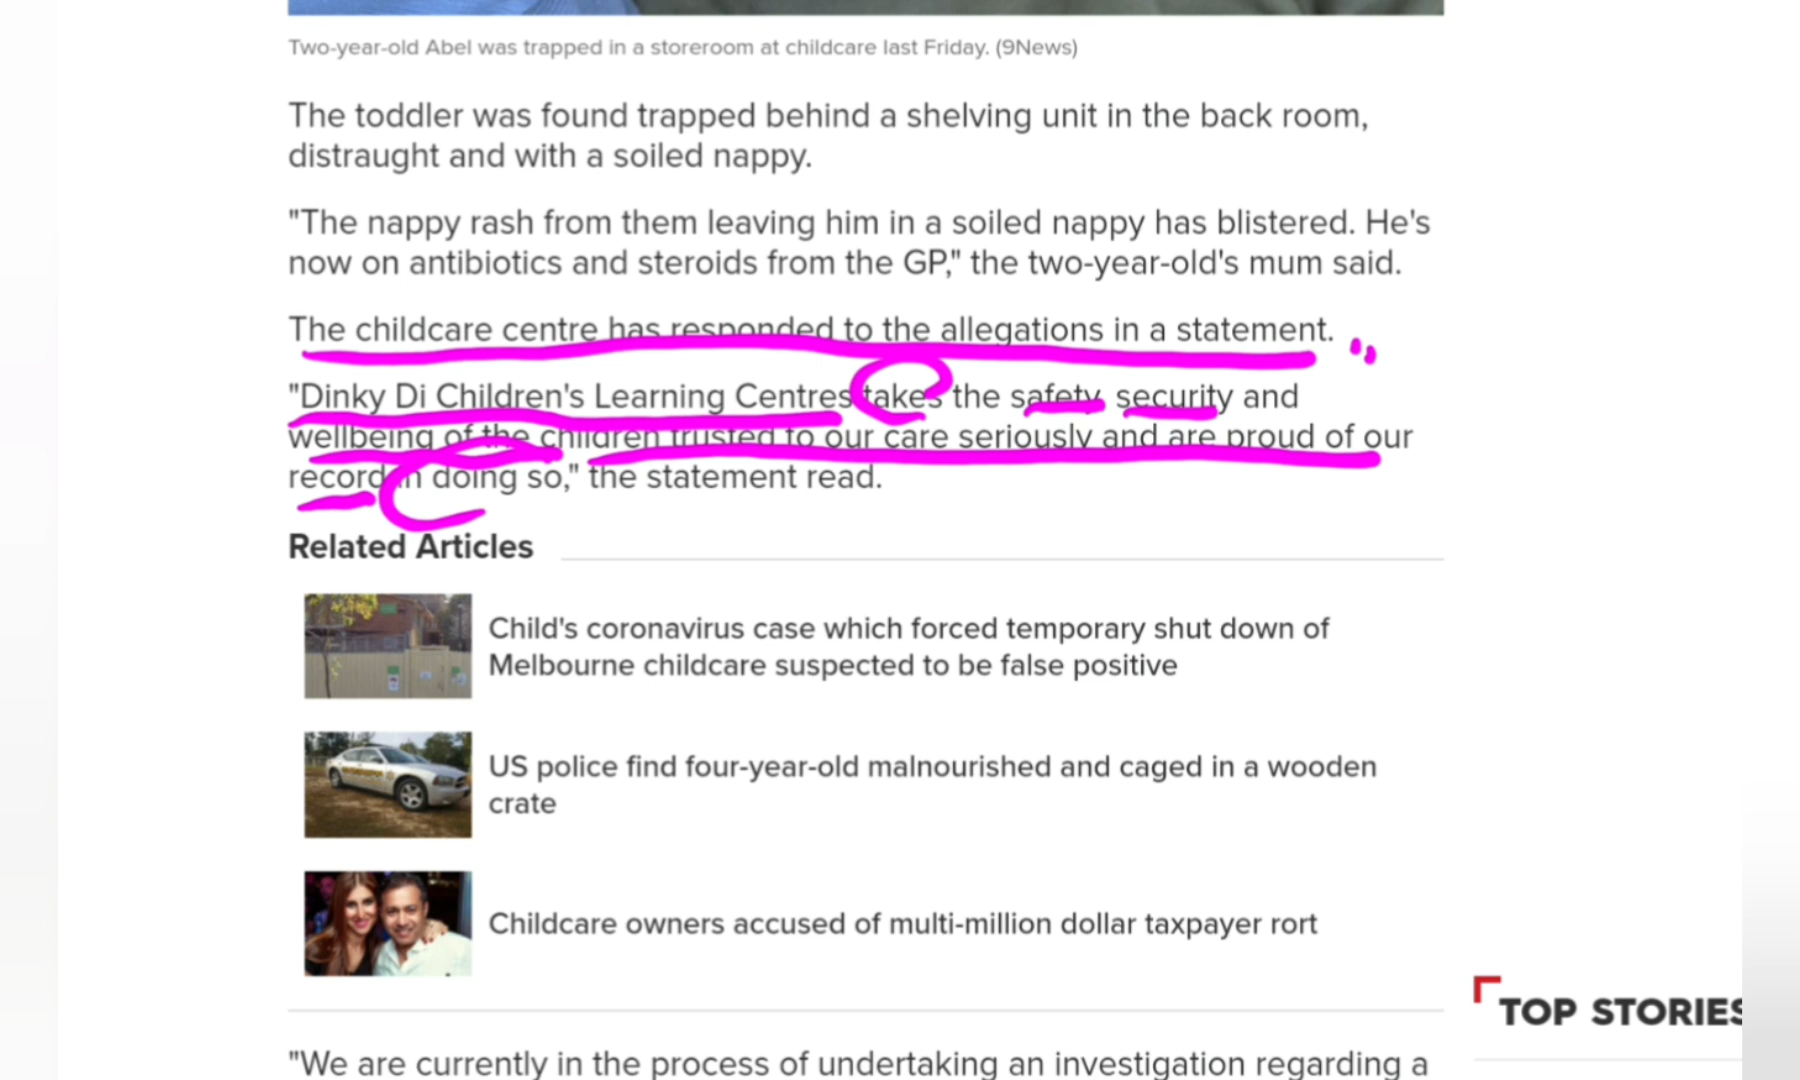 Two-year-old Abel was trapped in a storeroom at childcare last Friday. (9News)
The toddler was found trapped behind a shelving unit in the back room,
distraught and with a soiled nappy.
"The nappy rash from them leaving him in a soiled nappy has blistered. He's
now on antibiotics and steroids from the GP," the two-year-old's mum said.
The childcare centre has responded to the allegations in a statement.
"Dinky Di Children's Learning Centres takes the safety, security and
wellbeing of the children trusted to our care seriously and are proud of our
record in doing so," the statement read.
Related Articles
Child's coronavirus case which forced temporary shut down of
Melbourne childcare suspected to be false positive
US police find four-year-old malnourished and caged in a wooden
crate
Childcare owners accused of multi-million dollar taxpayer rort
TOP STORIES
"We are currently in the process of undertaking an investigation regarding a